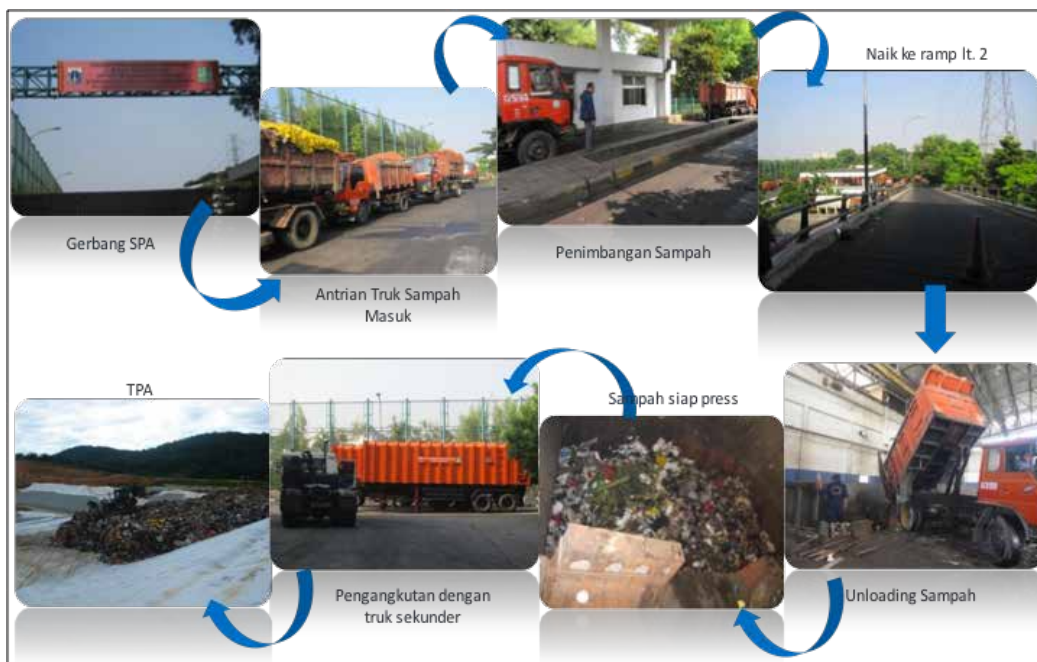 Gerbang SPA
Antrian Truk Sampah
Masuk
Penimbangan Sampah
Naik ke ramp lt. 2
Unloading Sampah
Sampah siap press
Pengangkutan dengan
truk sekunder
TPA